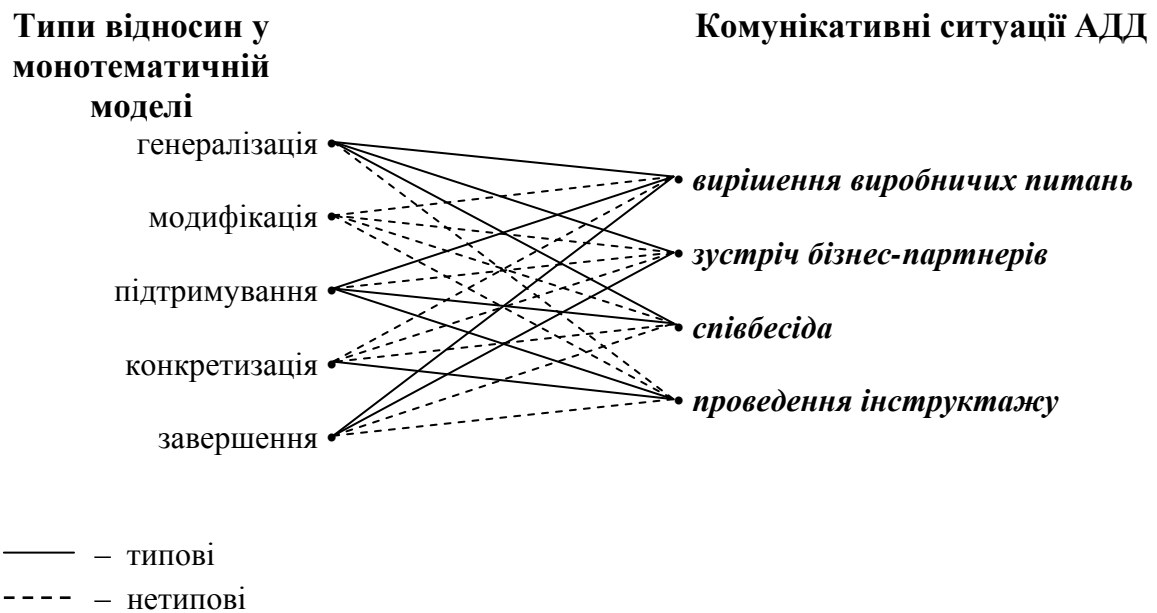 Типи відносин у
монотематичній
моделі
Комунікативні ситуації АДД
генералізація
модифікація
підтримування
конкретизація
завершення
вирішення виробничих питань
зустріч бізнес-партнерів
співбесіда
проведення інструктажу
– типові
– нетипові